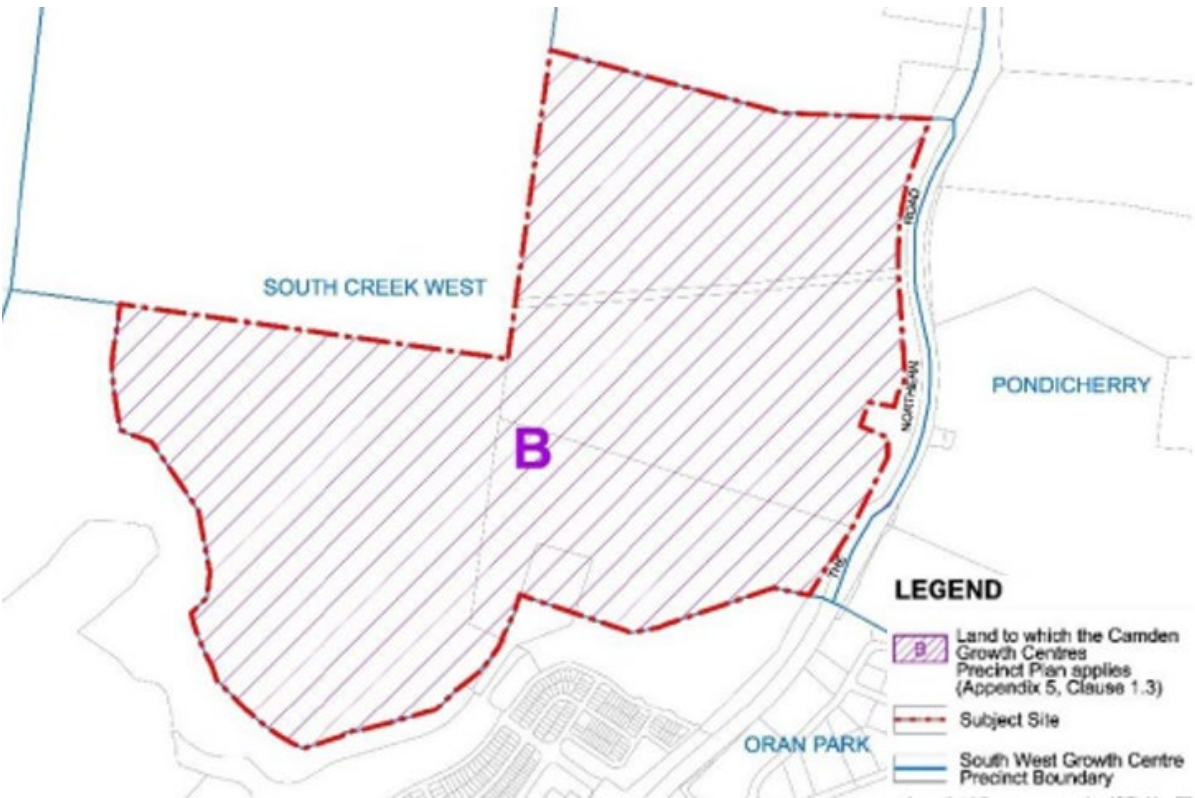 SOUTH CREEK WEST
ROAD
NORTHERN
THE
PONDICHERRY
B
ORAN PARK
LEGEND
B
Land to which the Camden
Growth Centres
Precinct Plan applies
(Appendix 5, Clause 1.3)
Subject Site
South West Growth Centre
Precinct Boundary